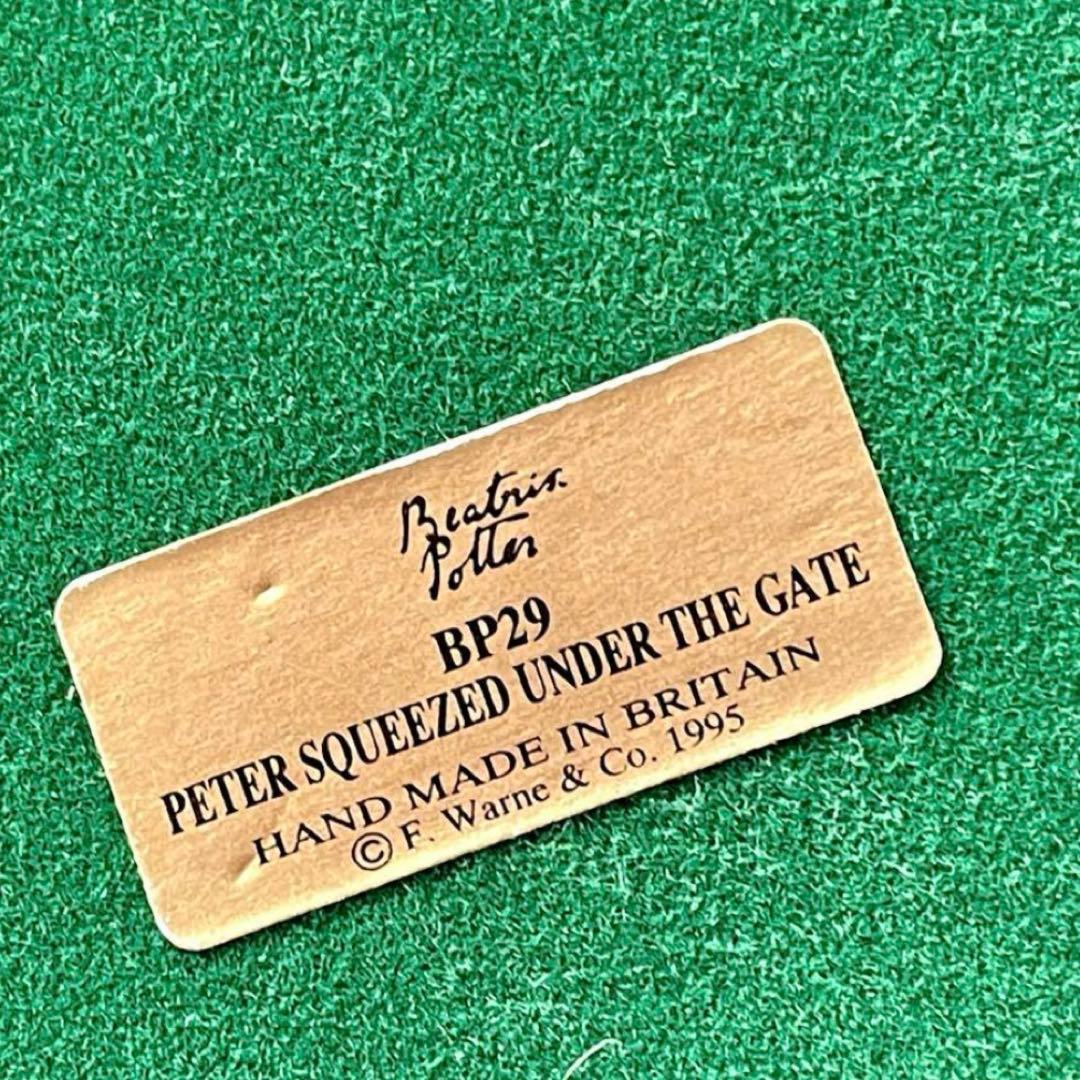 Beatrix
Potter
BP29
PETER SQUEEZED UNDER THE GATE
HAND MADE IN BRITAIN
© F. Warne & Co. 1995